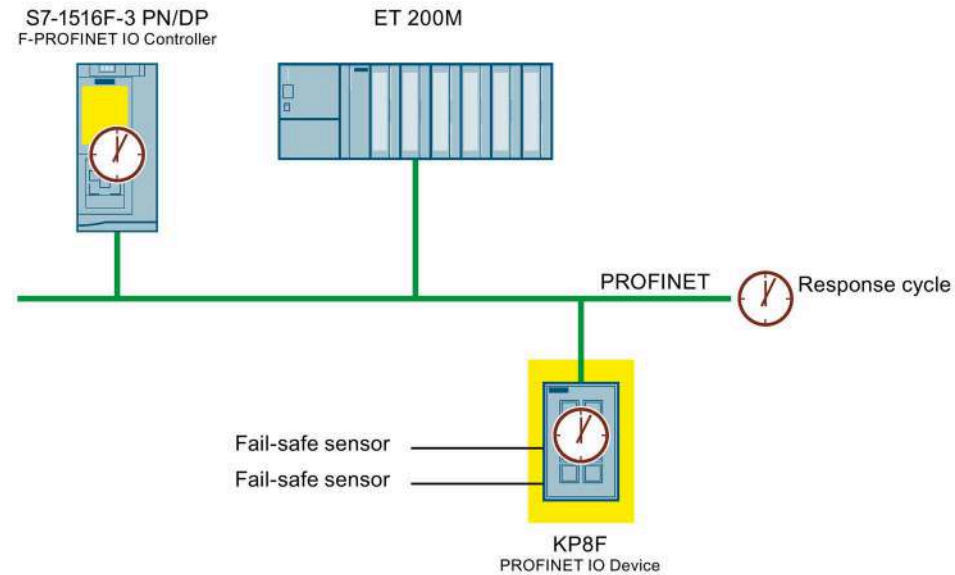 S7-1516F-3 PN/DP
F-PROFINET IO Controller
ET 200M
PROFINET
Response cycle
Fail-safe sensor
Fail-safe sensor
KP8F
PROFINET IO Device